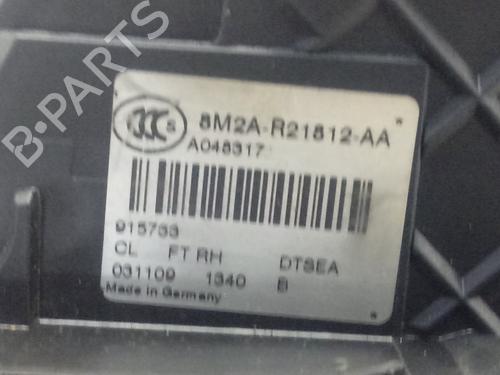 B-PARTS
CCC S 8M2A-R21812-AA
A048317
915733
CL FT RH DTSEA
031109 1340 B
Made in Germany